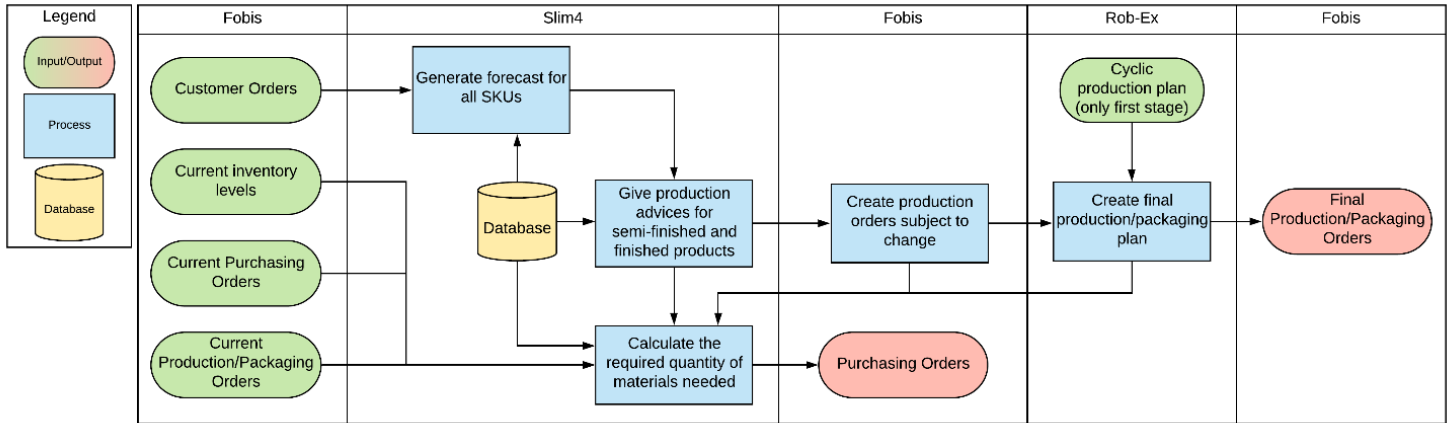 Legend
Input/Output
Process
Database
Fobis
Customer Orders
Current inventory
levels
Current Purchasing
Orders
Current
Production/Packaging
Orders
Slim4
Generate forecast for
all SKUs
Database
Give production
advices for
semi-finished and
finished products
Calculate the
required quantity of
materials needed
Fobis
Create production
orders subject to
change
Purchasing Orders
Rob-Ex
Cyclic
production plan
(only first stage)
Create final
production/packaging
plan
Fobis
Final
Production/Packaging
Orders